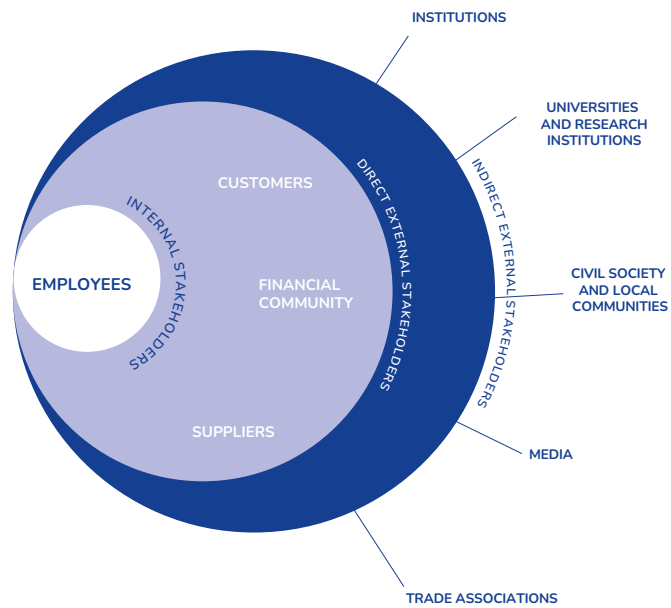 INSTITUTIONS
UNIVERSITIES
AND RESEARCH
INSTITUTIONS
CUSTOMERS
DIRECT EXTERNAL STAKEHOLDERS
INDIRECT EXTERNAL STAKEHOLDERS
INTERNAL STAKEHOLDERS
EMPLOYEES
FINANCIAL
COMMUNITY
CIVIL SOCIETY
AND LOCAL
COMMUNITIES
SUPPLIERS
MEDIA
TRADE ASSOCIATIONS